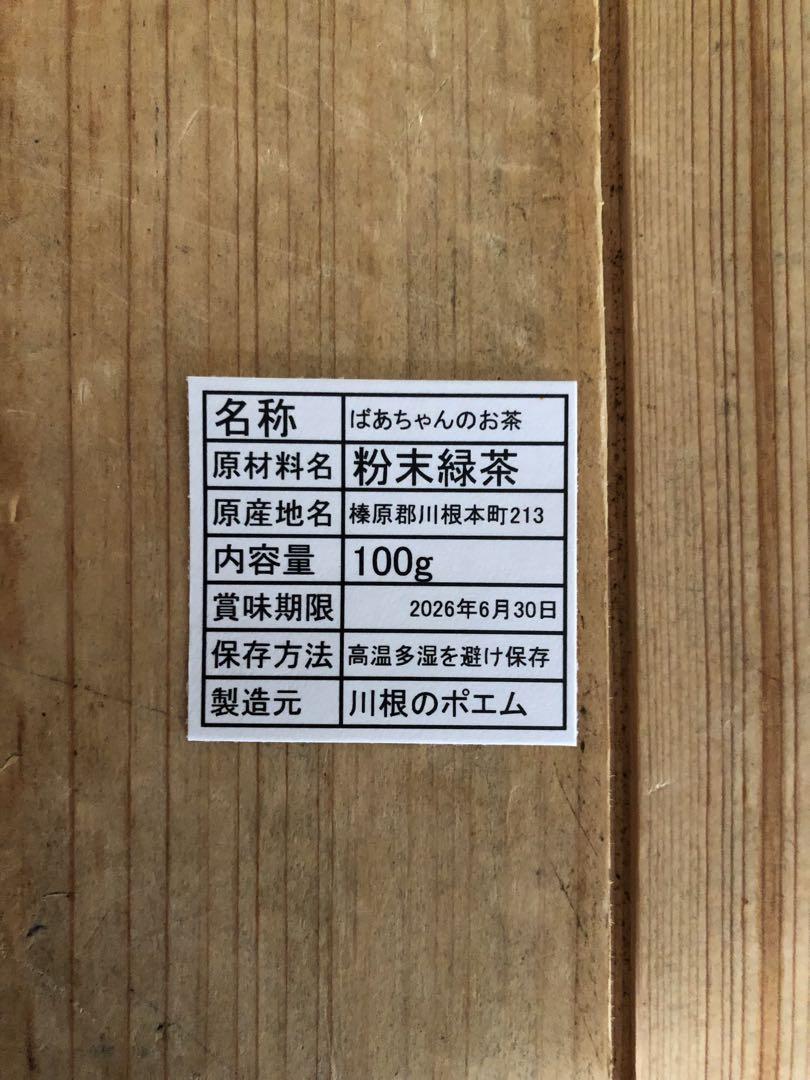 名称 ばあちゃんのお茶
原材料名 粉末緑茶
原産地名 榛原郡川根本町213
内容量 100g
賞味期限 2026年6月30日
保存方法 高温多湿を避け保存
製造元 川根のポエム